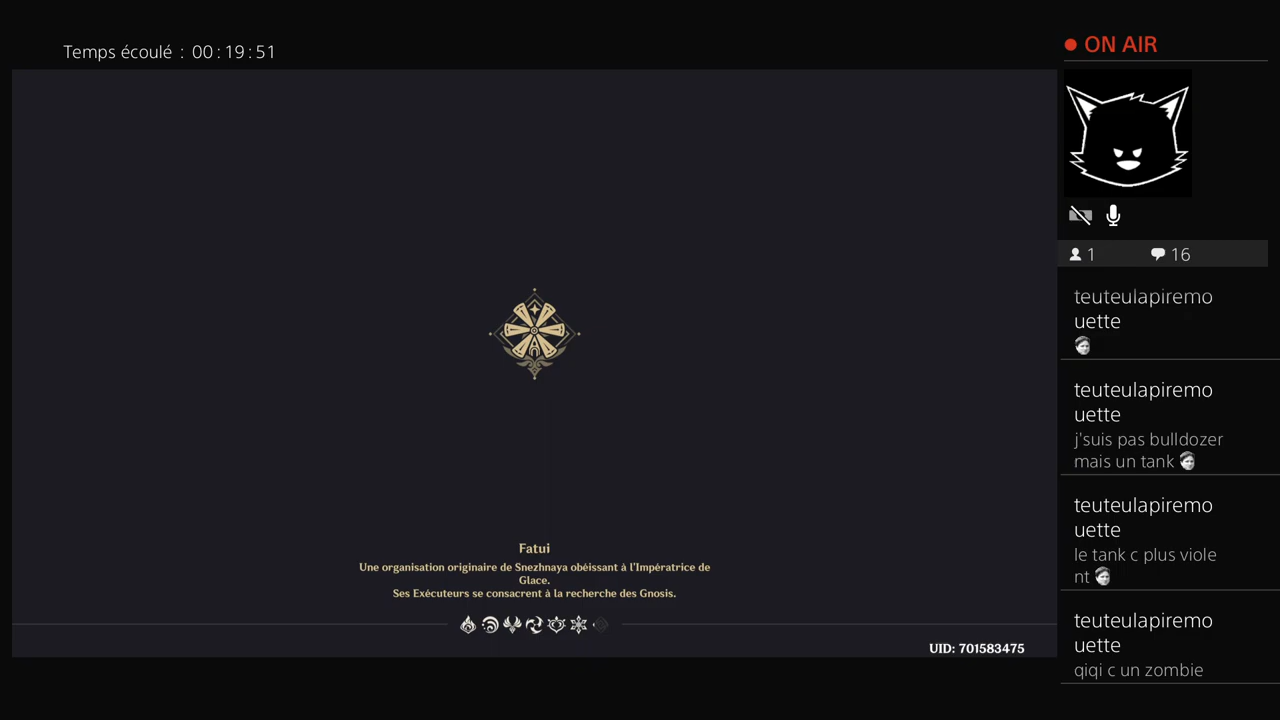 Temps écoulé : 00:19:51
ON AIR
1
16
teuteulapiremo
uette
teuteulapiremo
uette
j'suis pas bulldozer
mais un tank
teuteulapiremo
uette
le tank c plus viole
nt
teuteulapiremo
uette
qiqi c un zombie
Fatui
Une organisation originaire de Snezhnaya obéissant à l'Impératrice de
Glace.
Ses Exécuteurs se consacrent à la recherche des Gnosis.
UID: 701583475